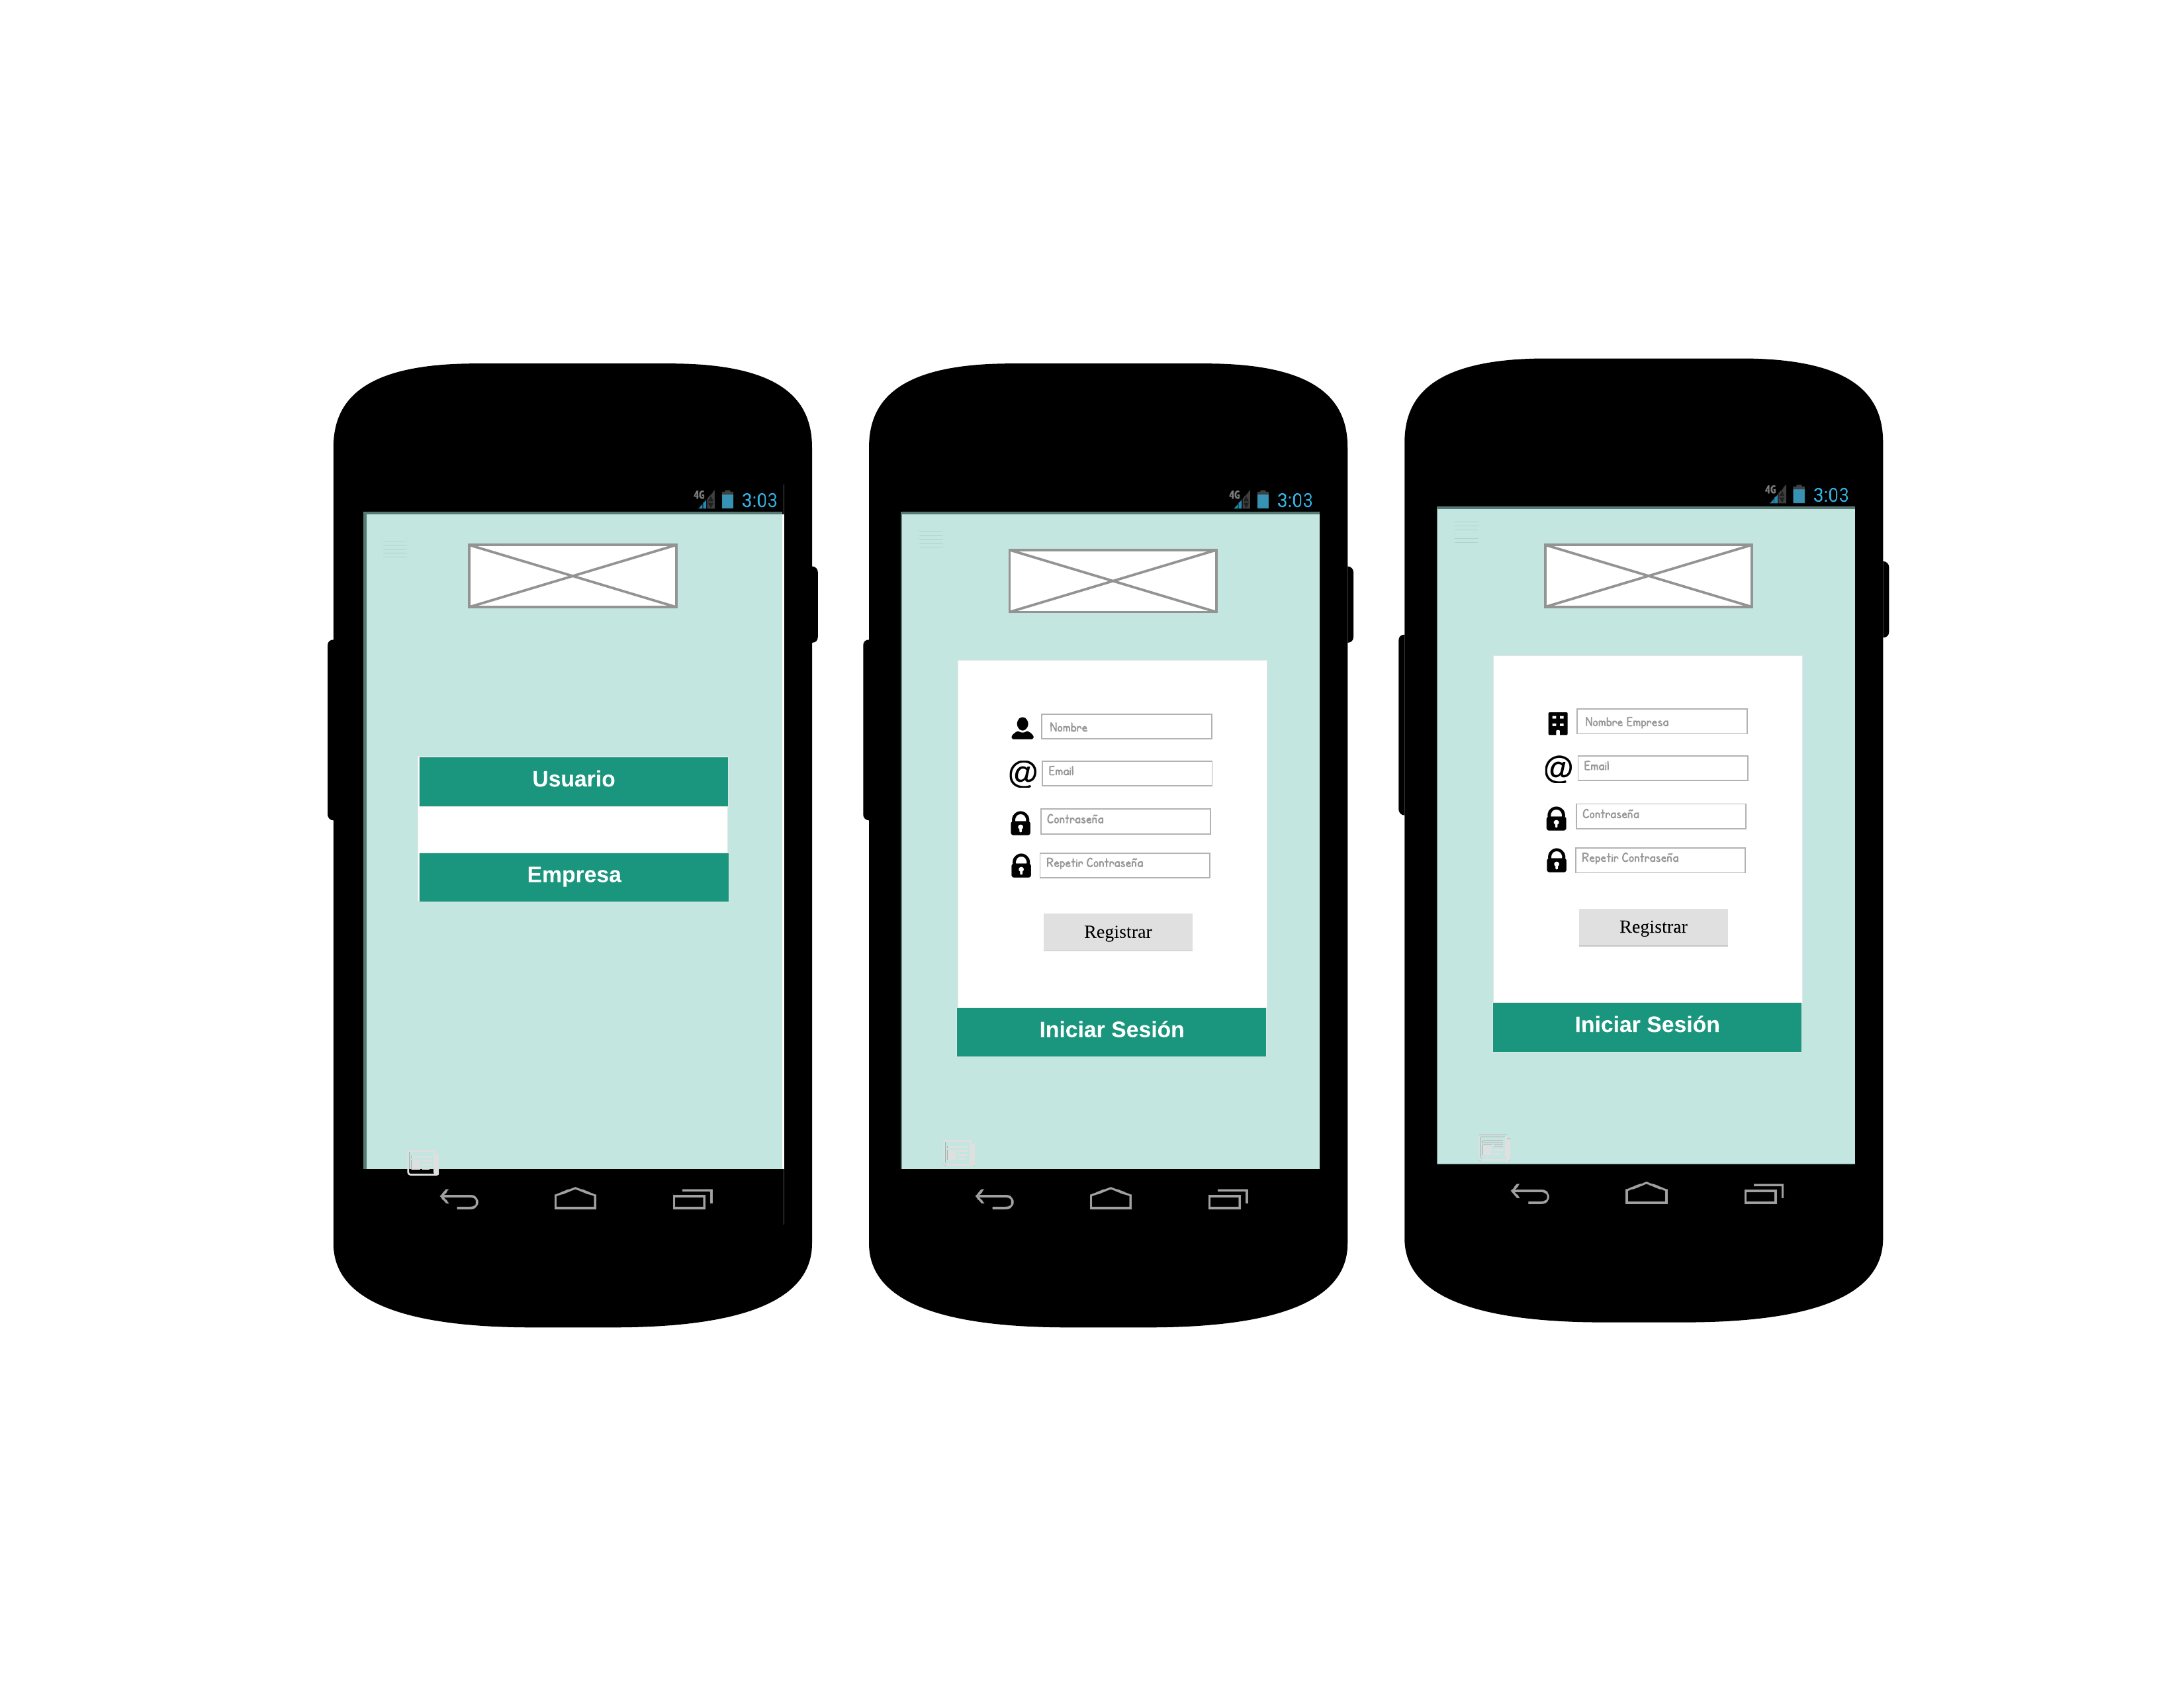 4G 3:03
Usuario
Empresa
4G 3:03
Nombre
@ Email
Contraseña
Repetir Contraseña
Registrar
Iniciar Sesión
4G 3:03
Nombre Empresa
@ Email
Contraseña
Repetir Contraseña
Registrar
Iniciar Sesión